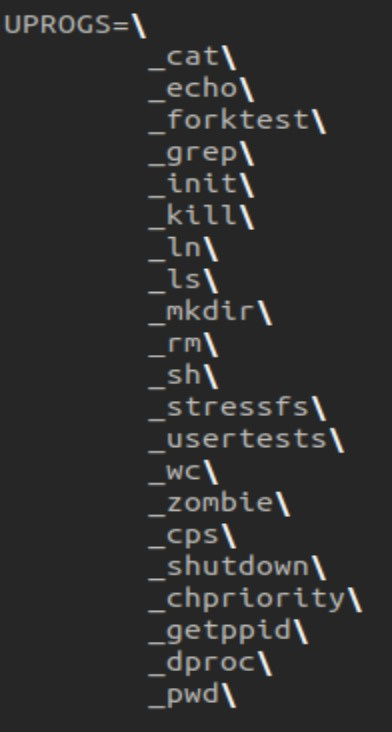 UPROGS=\
_cat\
_echo\
_forktest\
_grep\
_init\
_kill\
_ln\
_ls\
_mkdir\
_rm\
_sh\
_stressfs\
_usertests\
_wc\
_zombie\
_cps\
_shutdown\
_chpriority\
_getppid\
_dproc\
_pwd\